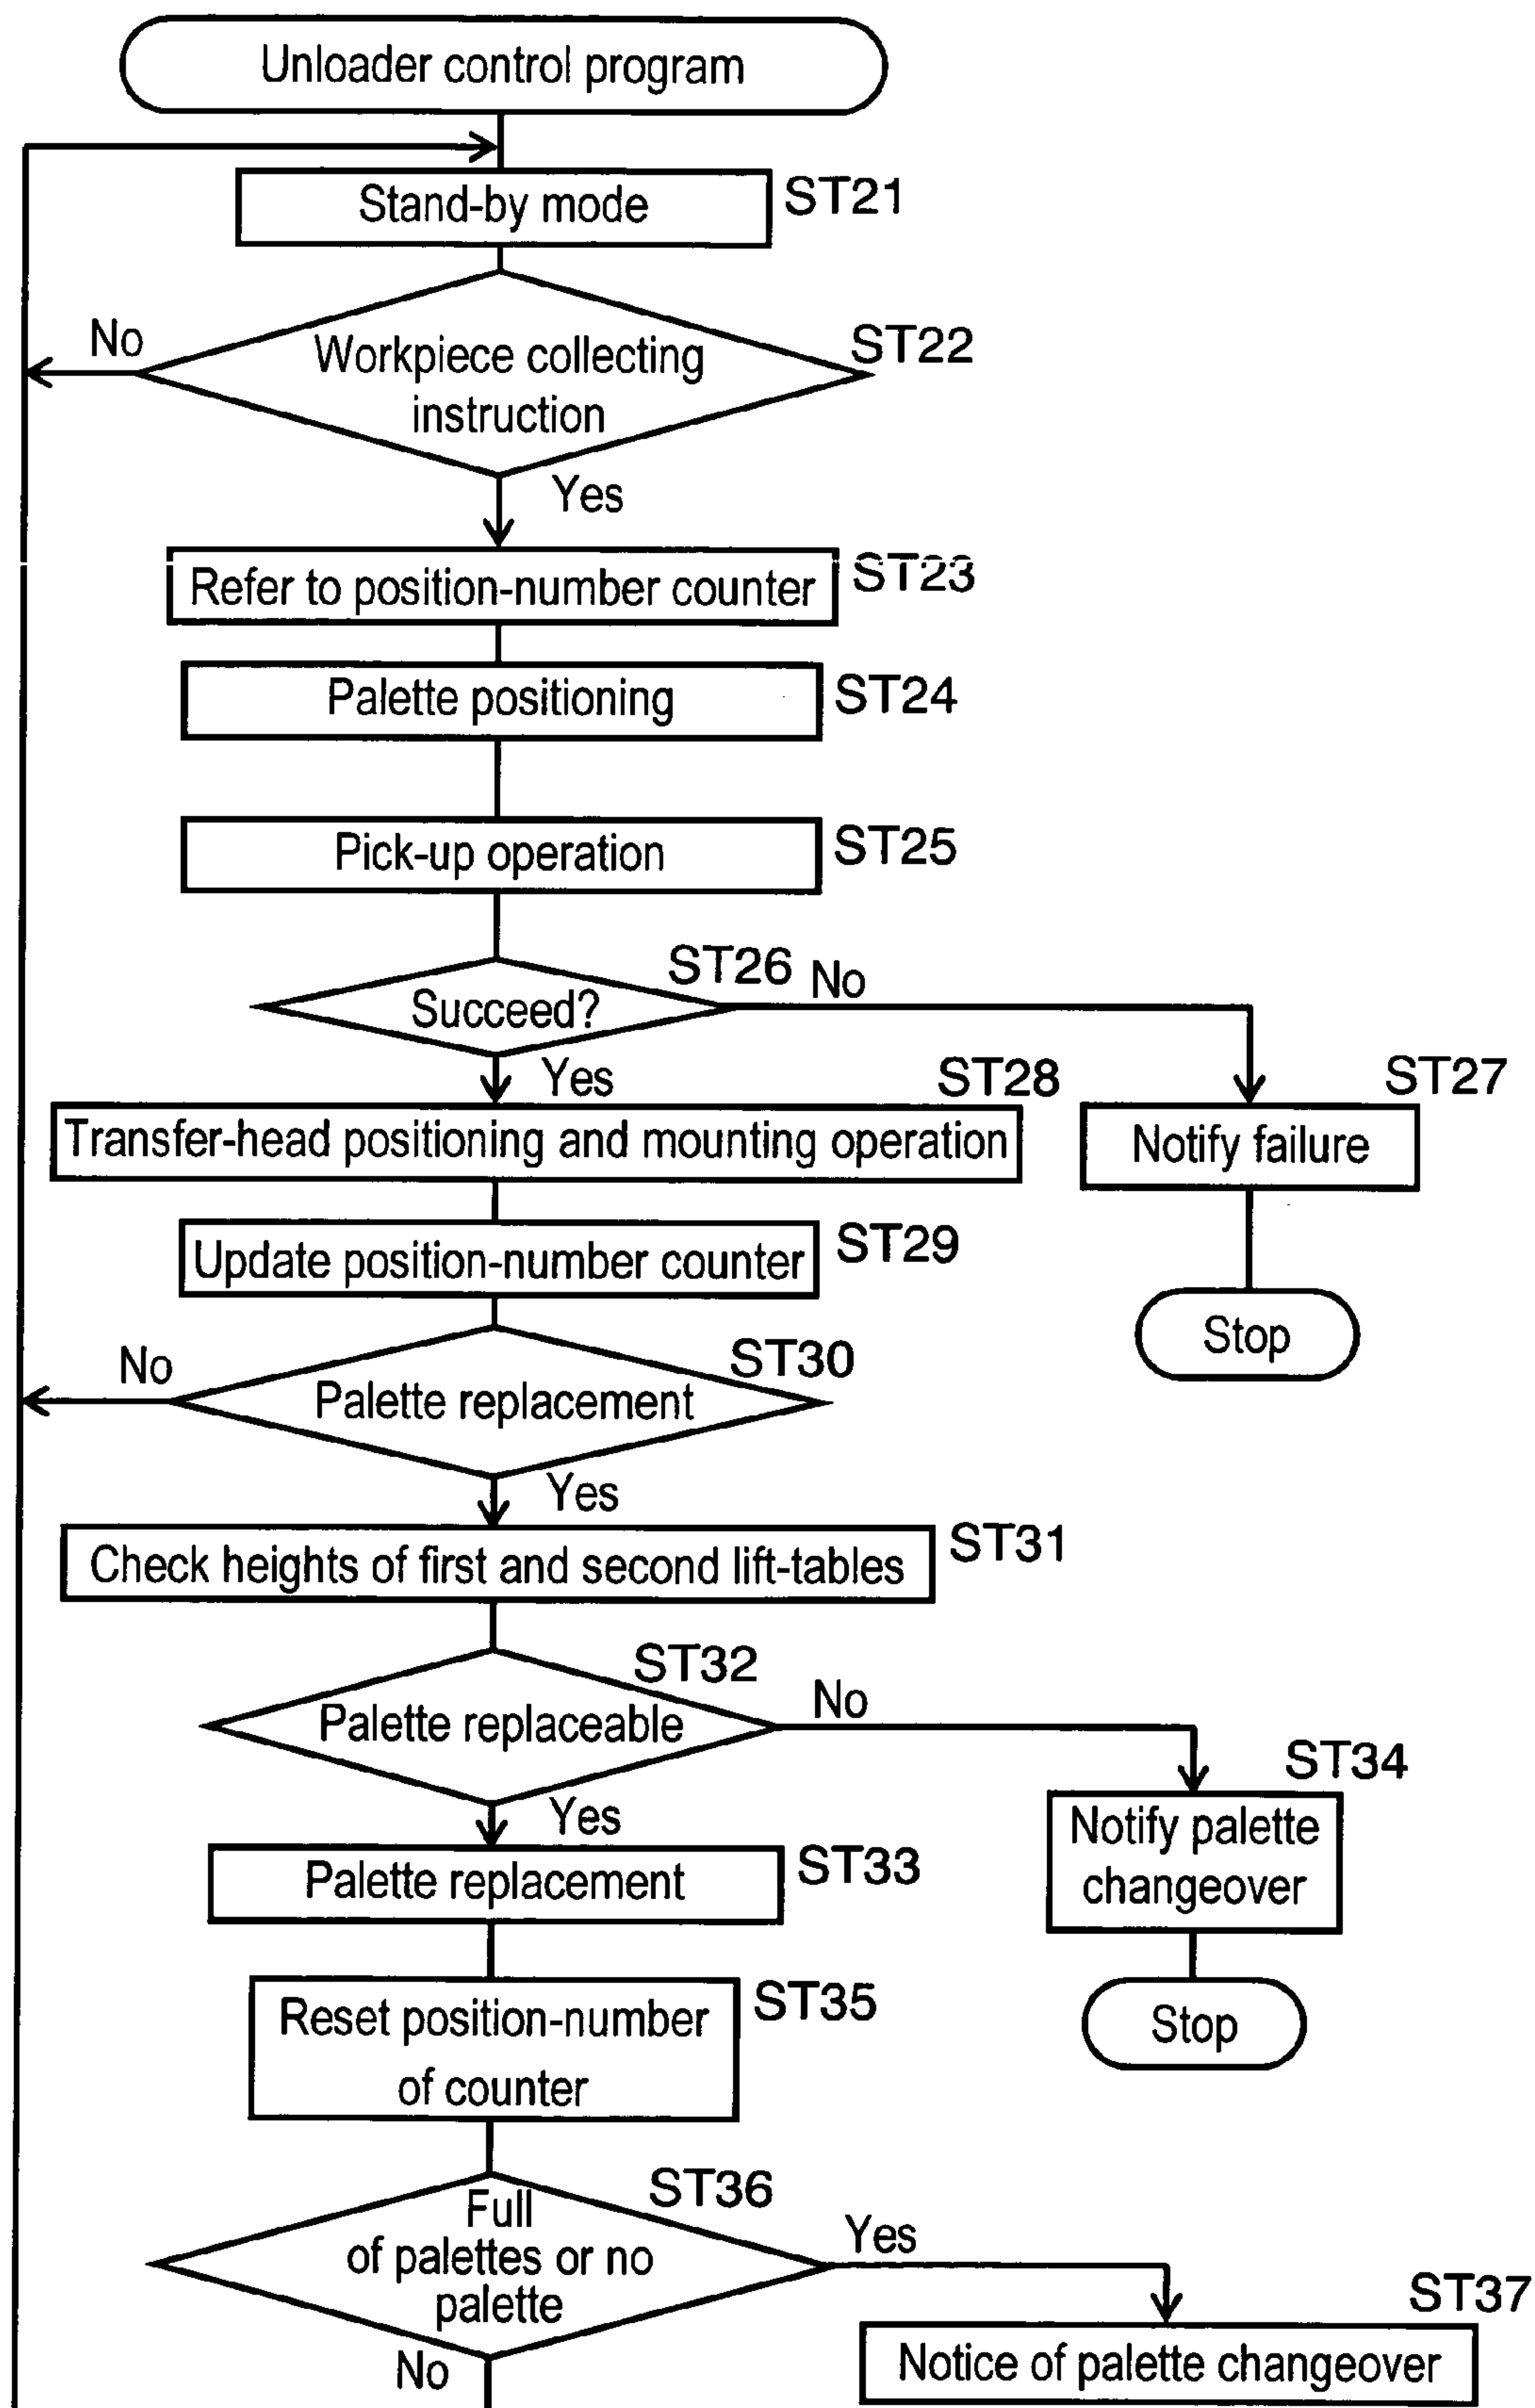 Unloader control program
Stand-by mode
ST21
No
Workpiece collecting
instruction
ST22
Yes
Refer to position-number counter
ST23
Palette positioning
ST24
Pick-up operation
ST25
Succeed?
ST26
No
Yes
ST28
ST27
Transfer-head positioning and mounting operation
Notify failure
Update position-number counter
ST29
Stop
No
Palette replacement
ST30
Yes
Check heights of first and second lift-tables
ST31
Palette replaceable
ST32
No
ST34
Yes
Notify palette
changeover
Palette replacement
ST33
Stop
Reset position-number
of counter
ST35
Full
of palettes or no
palette
ST36
Yes
ST37
No
Notice of palette changeover